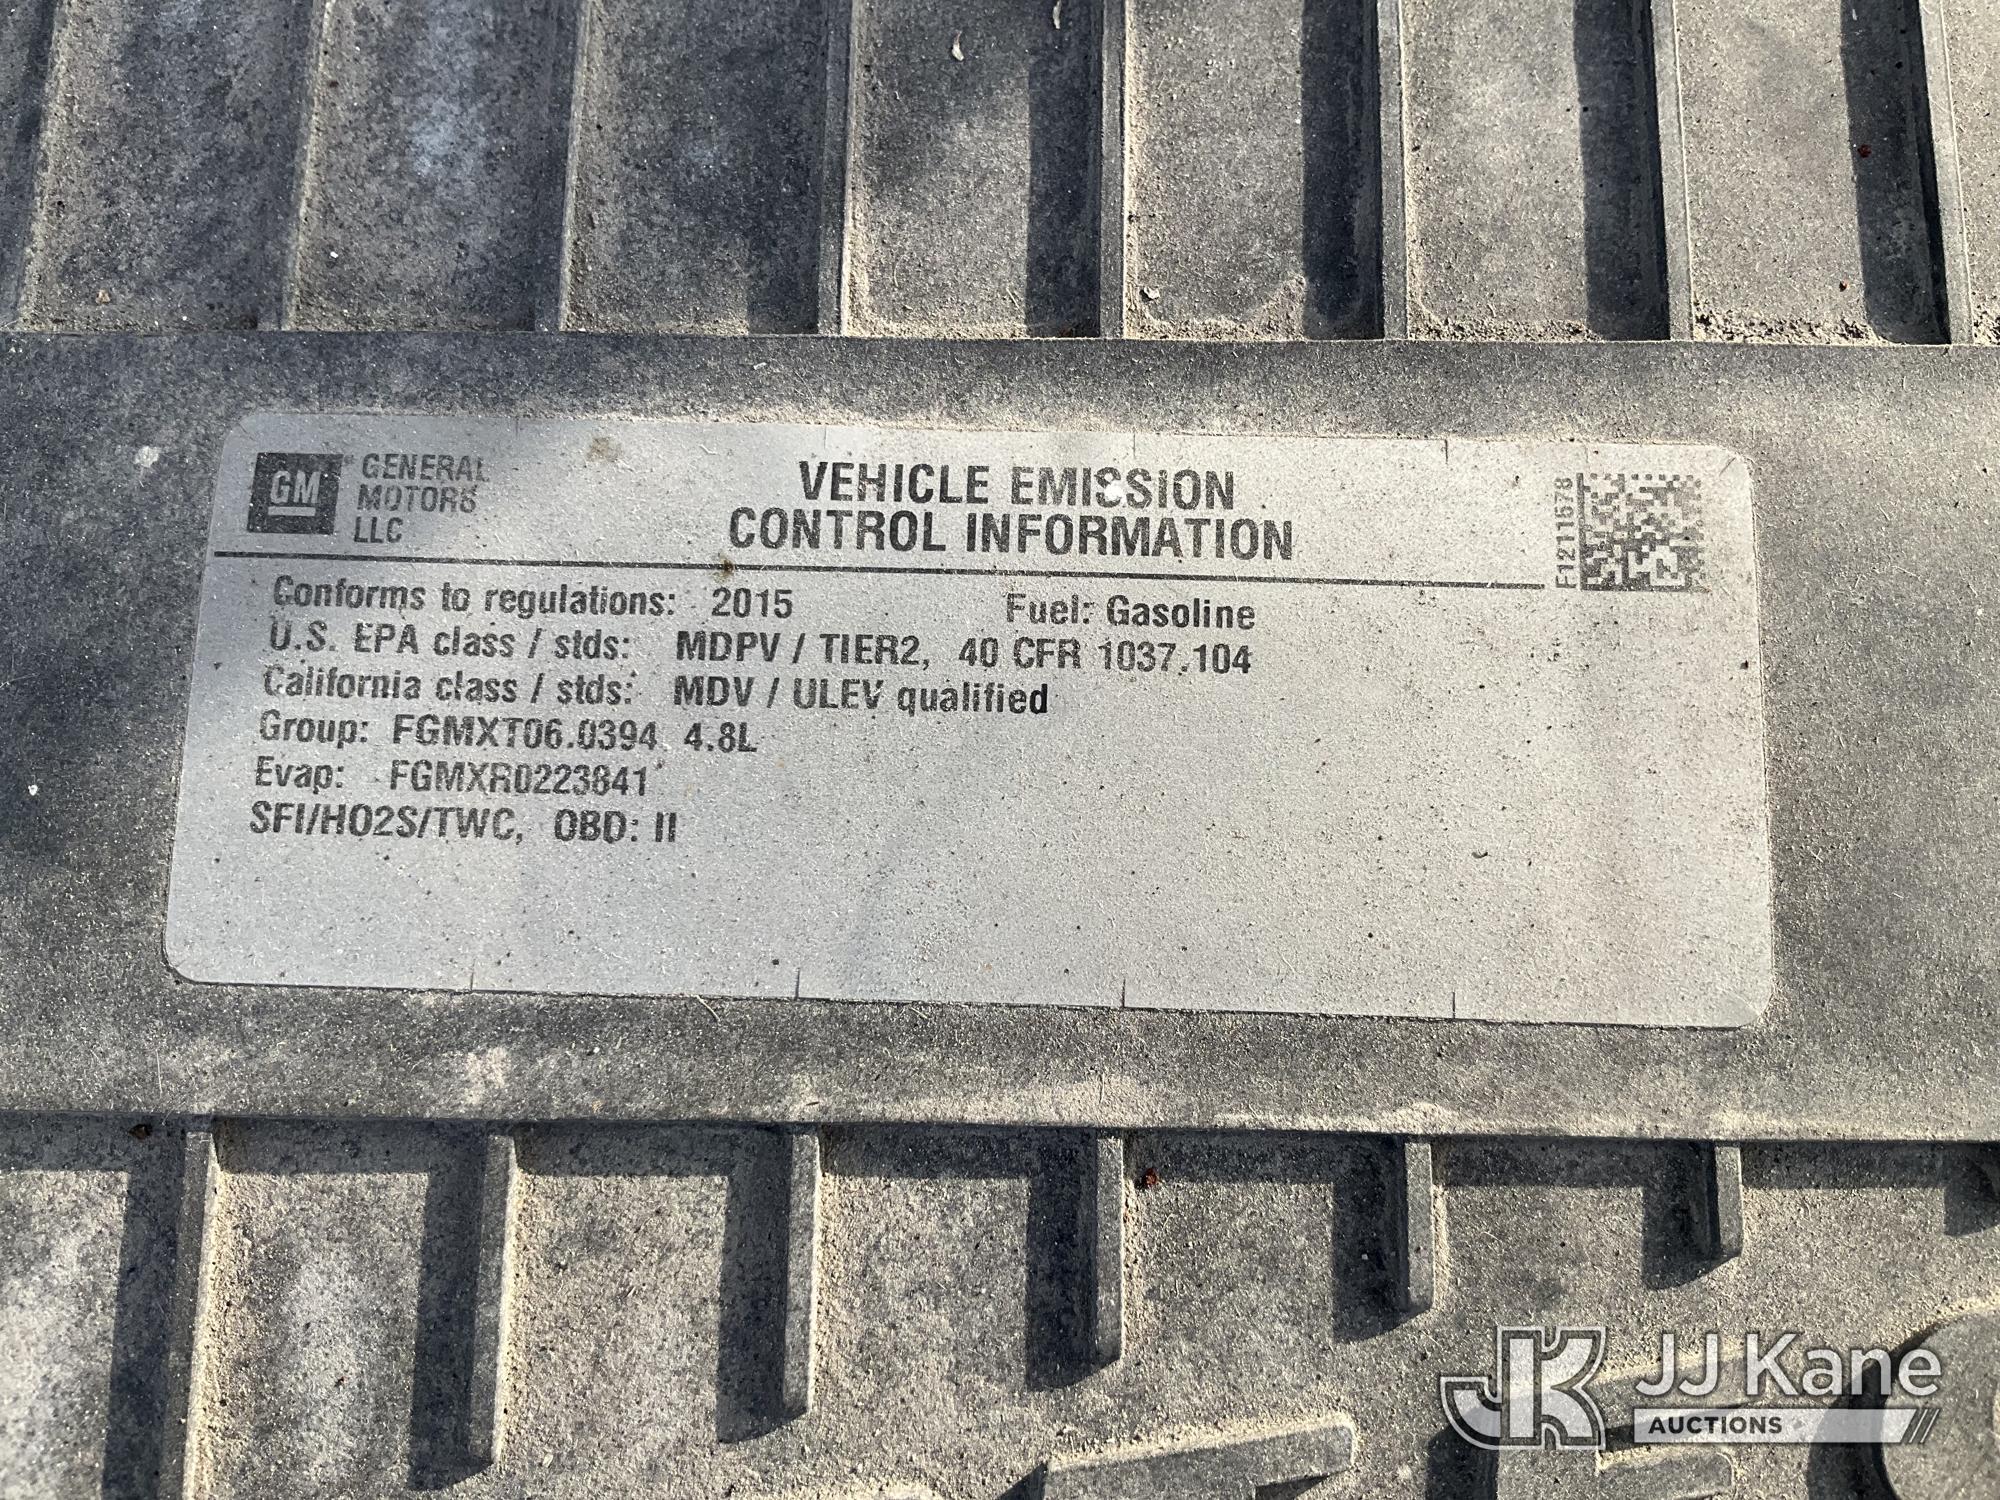 GM
GENERAL
MOTORS
LLC
VEHICLE EMISSION
CONTROL INFORMATION
F1211678
Conforms to regulations: 2015 Fuel: Gasoline
U.S. EPA class / stds: MDPV / TIER2, 40 CFR 1037.104
California class / stds: MDV / ULEV qualified
Group: FGMXT06.0394 4.8L
Evap: FGMXR0223841
SFI/HO2S/TWC, OBD: II
JK JJ Kane
AUCTIONS